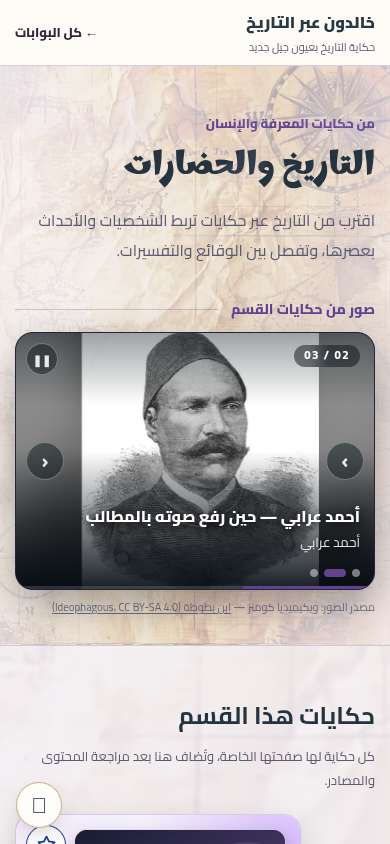 خالدون عبر التاريخ
حكاية التاريخ بعيون جيل جديد
← كل البوابات
من حكايات المعرفة والإنسان
التاريخ والحضارات
اقترب من التاريخ عبر حكايات تربط الشخصيات والأحداث
بعصرها، وتفصل بين الوقائع والتفسيرات.
صور من حكايات القسم
03 / 02
أحمد عرابي — حين رفع صوته بالمطالب
أحمد عرابي
مصدر الصور: ويكيميديا كومنز — ابن بطوطة (Ideophagous, CC BY-SA 4.0)
حكايات هذا القسم
كل حكاية لها صفحتها الخاصة، وتُضاف هنا بعد مراجعة المحتوى
والمصادر.